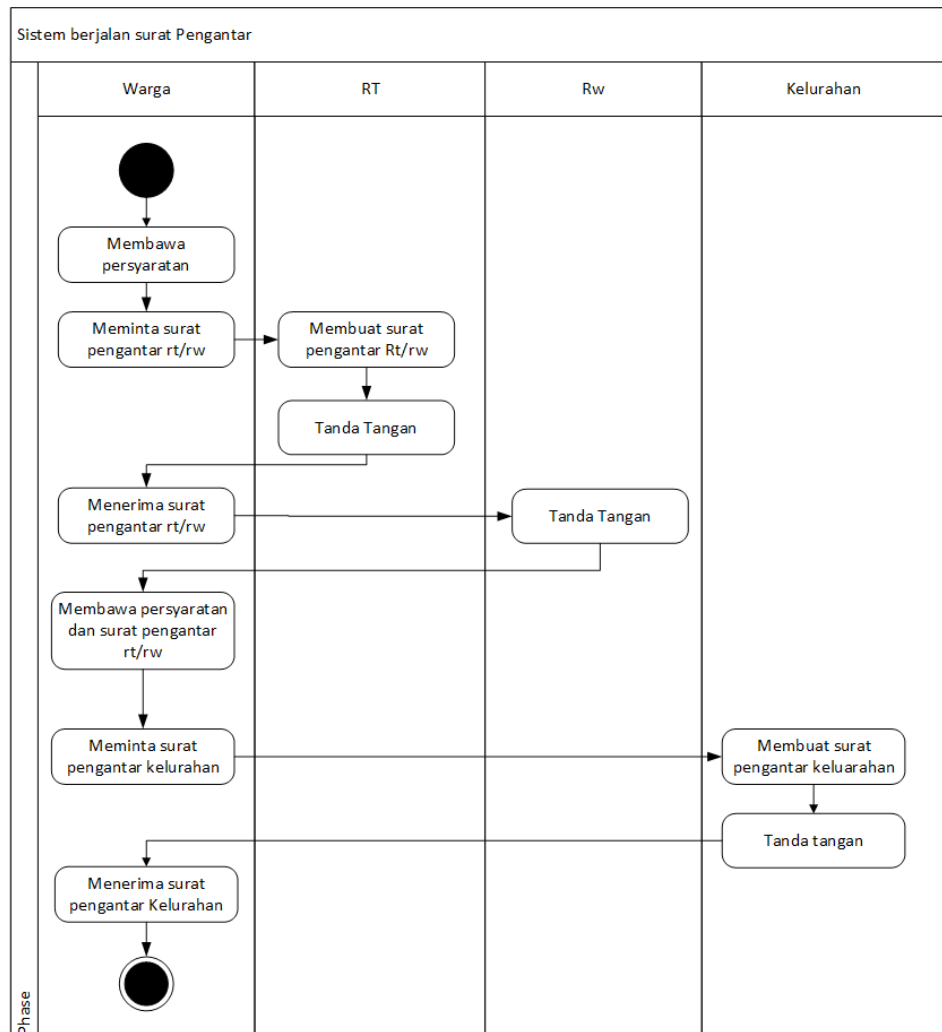 Sistem berjalan surat Pengantar
Warga
RT
Rw
Kelurahan
Membawa
persyaratan
Meminta surat
pengantar rt/rw
Membuat surat
pengantar Rt/rw
Tanda Tangan
Menerima surat
pengantar rt/rw
Tanda Tangan
Membawa persyaratan
dan surat pengantar
rt/rw
Meminta surat
pengantar kelurahan
Membuat surat
pengantar keluarahan
Tanda tangan
Menerima surat
pengantar Kelurahan
Phase